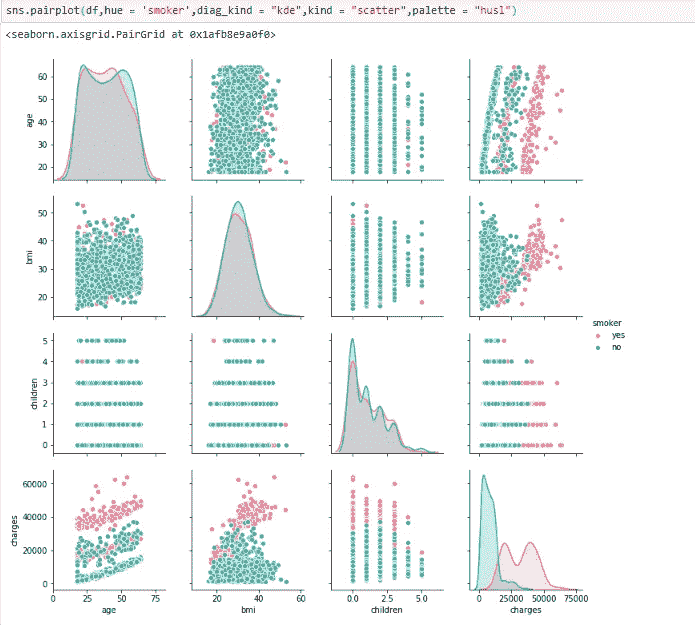 sns.pairplot(df,hue = 'smoker',diag_kind = "kde",kind = "scatter",palette = "husl")
<seaborn.axisgrid.PairGrid at 0x1afb8e9a0f0>
60
50
40
30
20
age
50
40
30
20
bmi
smoker
yes
no
5
4
3
2
1
0
children
60000
40000
20000
0
charges
0 25 50 75
age
20 40 60
bmi
0.0 2.5 5.0
children
0 25000 50000 75000
charges